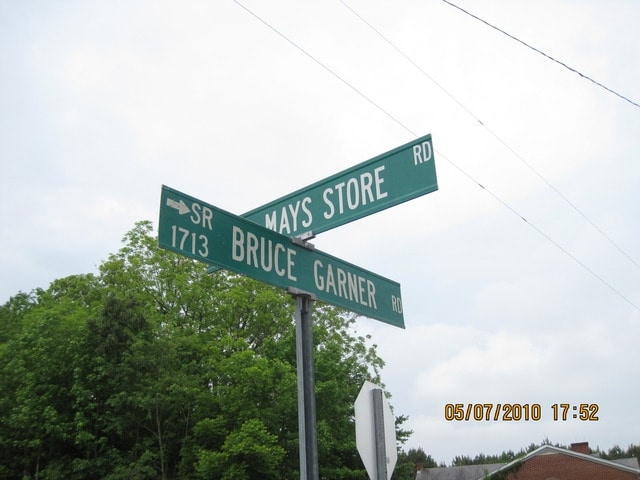 MAYS STORE RD
SR 1713 BRUCE GARNER RD
05/07/2010 17:52